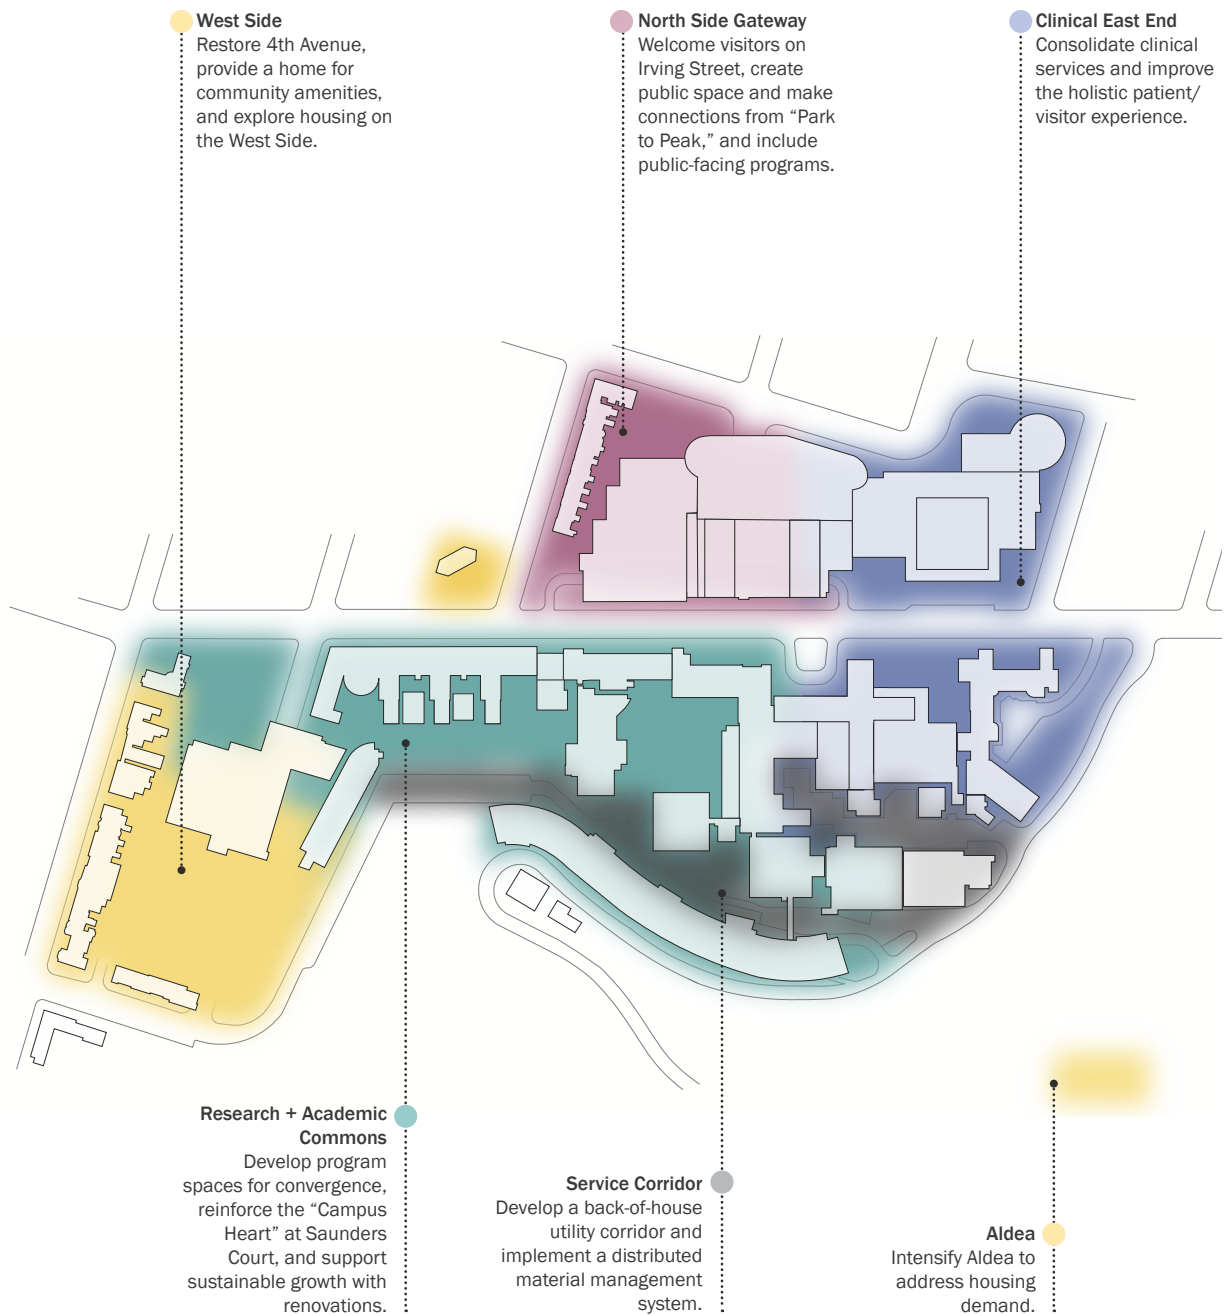 West Side
Restore 4th Avenue,
provide a home for
community amenities,
and explore housing on
the West Side.
North Side Gateway
Welcome visitors on
Irving Street, create
public space and make
connections from “Park
to Peak,” and include
public-facing programs.
Clinical East End
Consolidate clinical
services and improve
the holistic patient/
visitor experience.
Research + Academic
Commons
Develop program
spaces for convergence,
reinforce the “Campus
Heart” at Saunders
Court, and support
sustainable growth with
renovations.
Service Corridor
Develop a back-of-house
utility corridor and
implement a distributed
material management
system.
Aldea
Intensify Aldea to
address housing
demand.